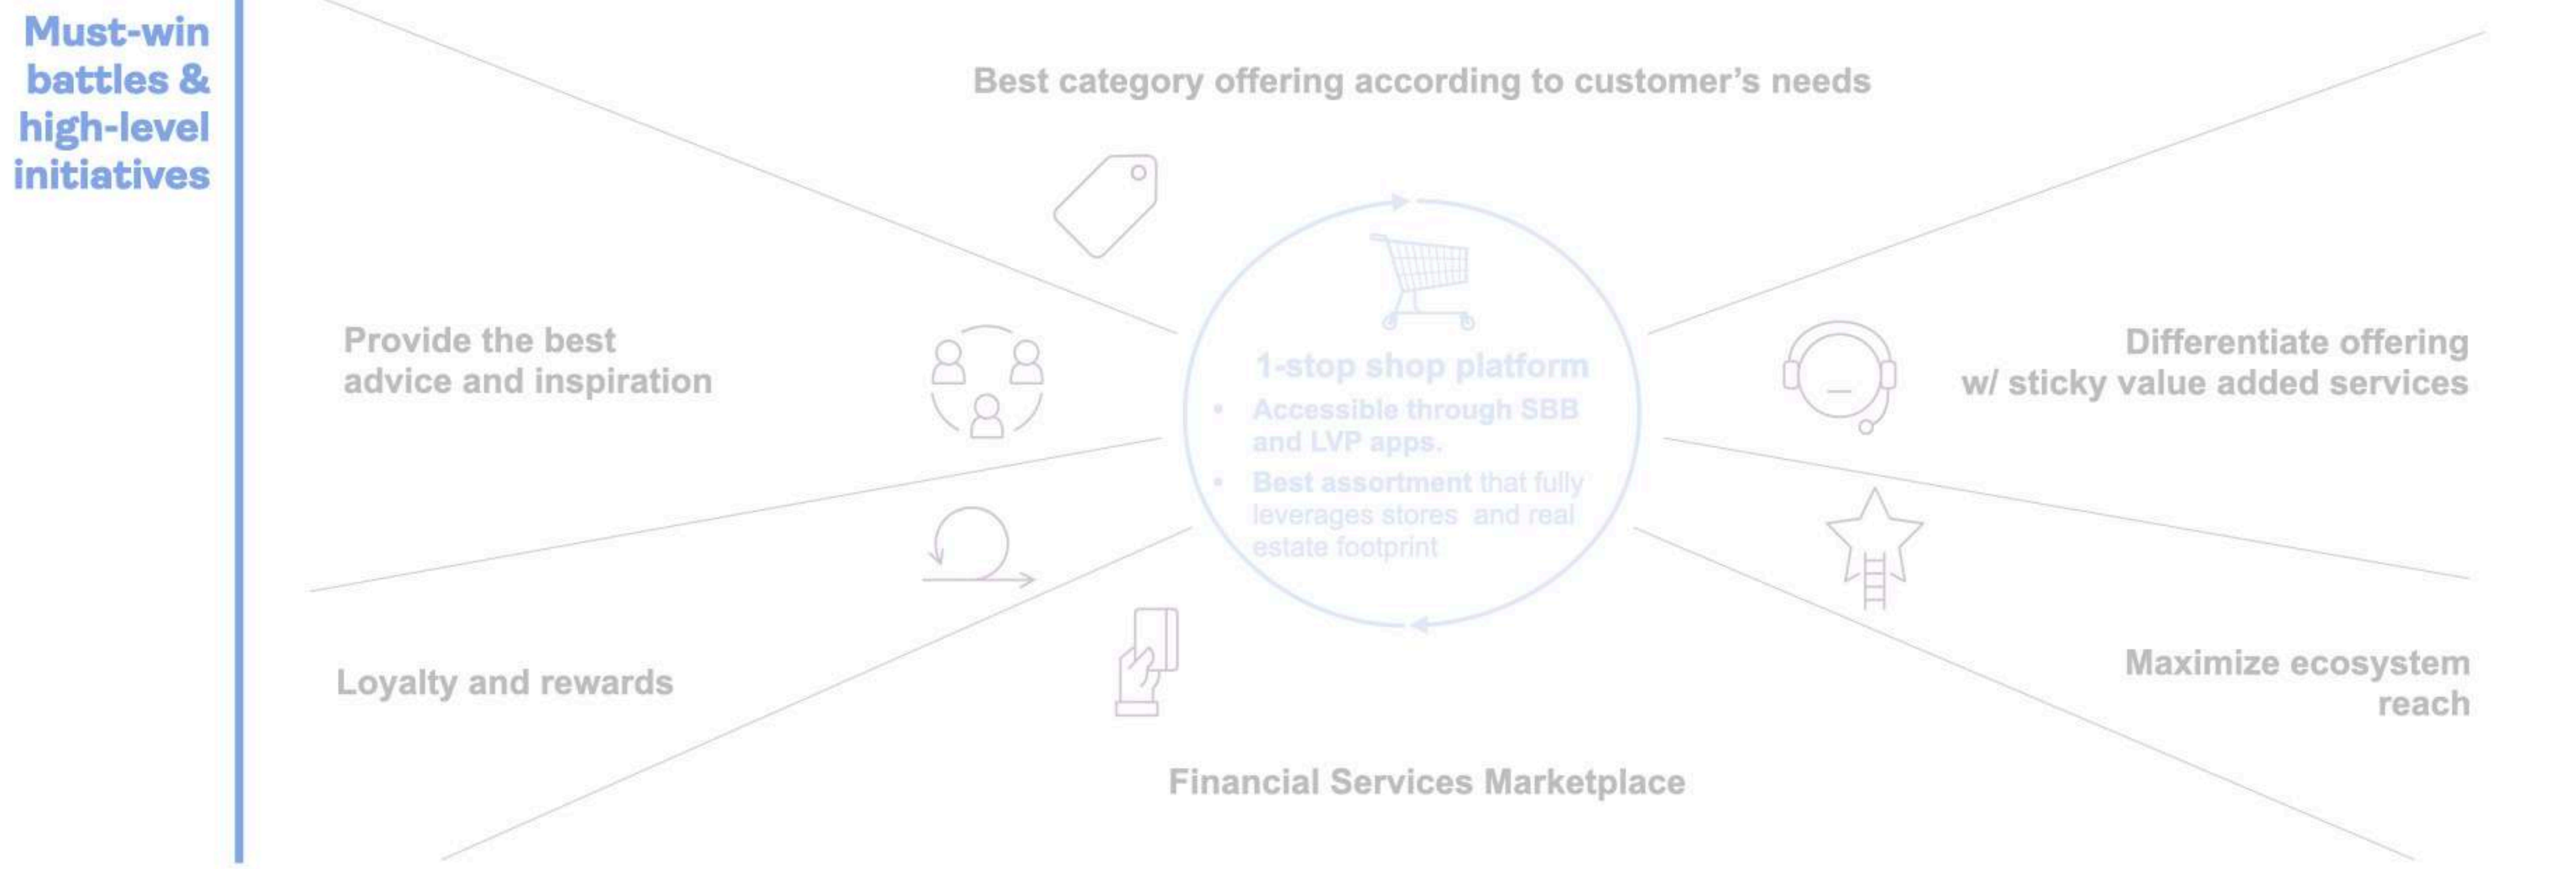 Must-win
battles &
high-level
initiatives
Best category offering according to customer's needs
Provide the best
advice and inspiration
1-stop shop platform
• Accessible through SBB
and LVP apps.
• Best assortment that fully
leverages stores and real
estate footprint
Differentiate offering
w/ sticky value added services
Loyalty and rewards
Maximize ecosystem
reach
Financial Services Marketplace